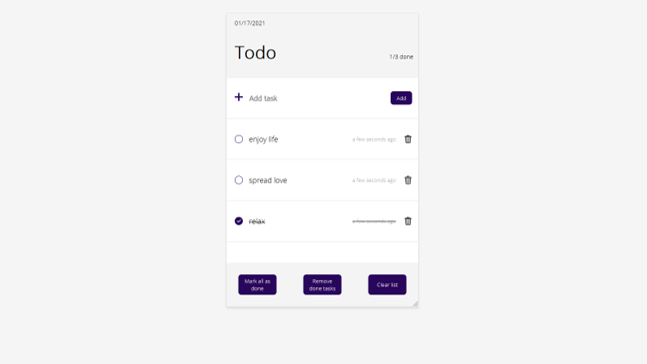 01/17/2021
Todo
1/3 done
Add task
Add
enjoy life
a few seconds ago
spread love
a few seconds ago
relax
a few seconds ago
Mark all as
done
Remove
done tasks
Clear list